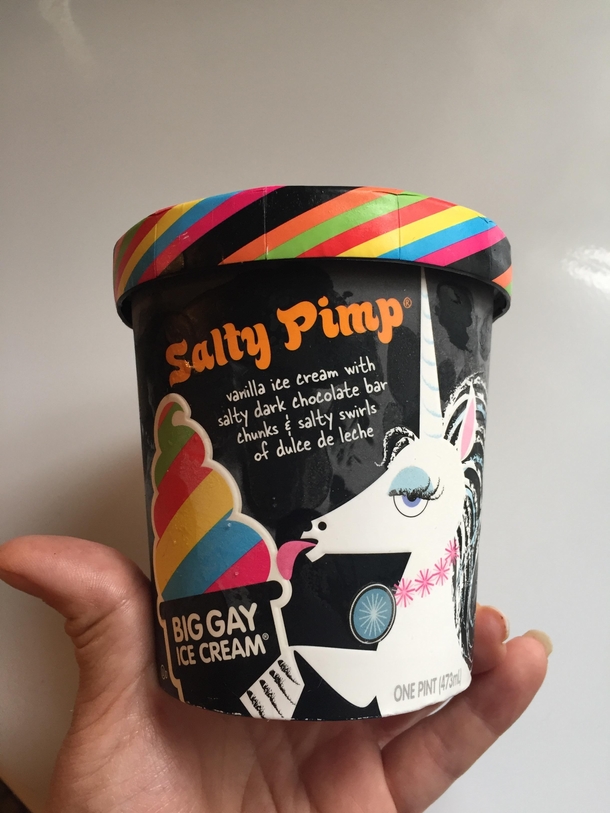 Salty Pimp®
vanilla ice cream with
salty dark chocolate bar
chunks & salty swirls
of dulce de leche
BIG GAY
ICE CREAM®
ONE PINT (473mL)